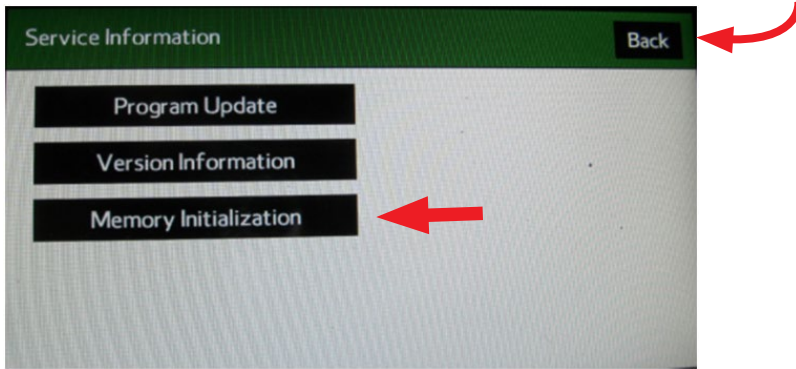 Service Information
Back
Program Update
Version Information
Memory Initialization